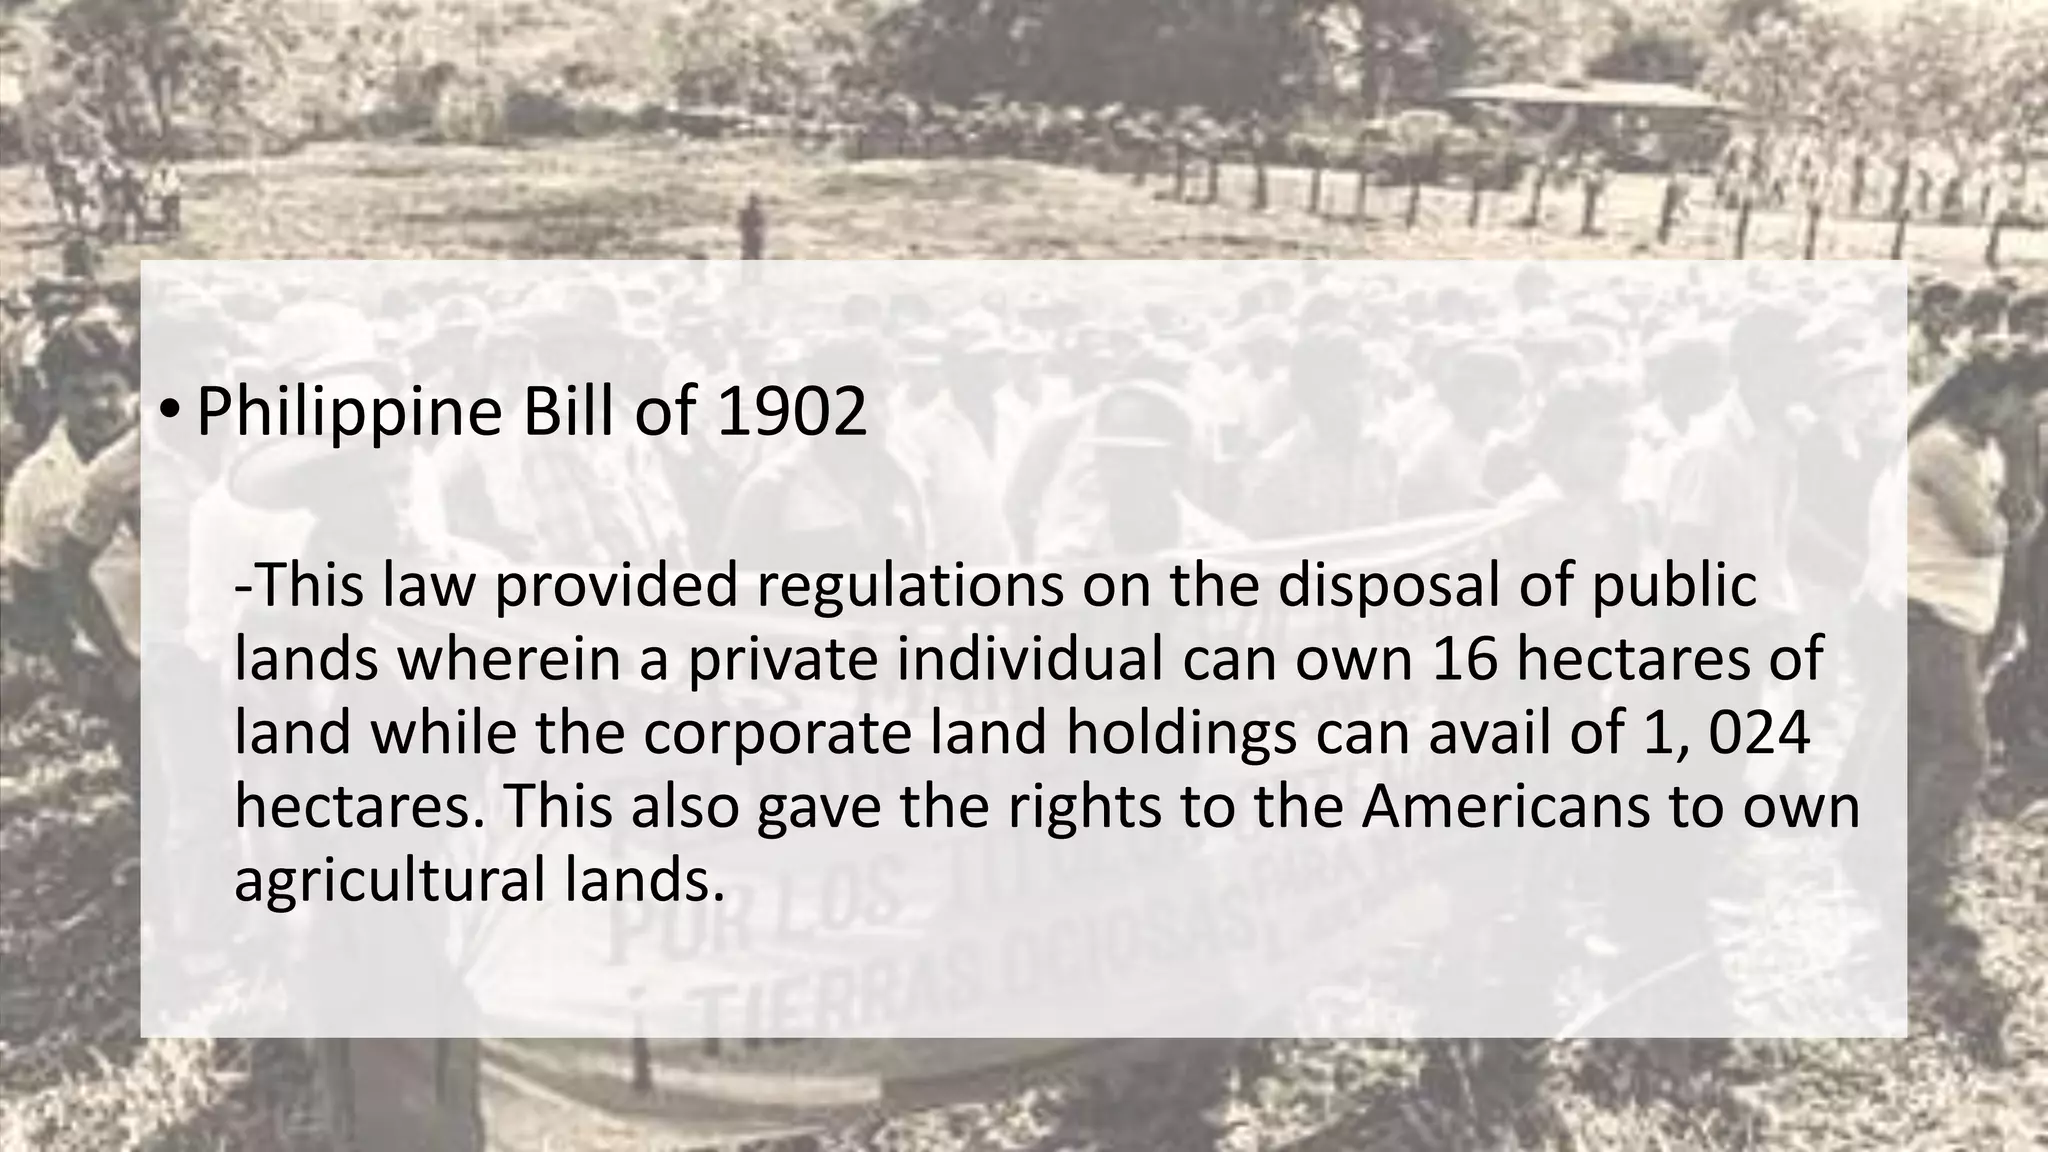 • Philippine Bill of 1902
-This law provided regulations on the disposal of public
lands wherein a private individual can own 16 hectares of
land while the corporate land holdings can avail of 1, 024
hectares. This also gave the rights to the Americans to own
agricultural lands.
POR LOS
¡ TIERRAS OCIOSAS,